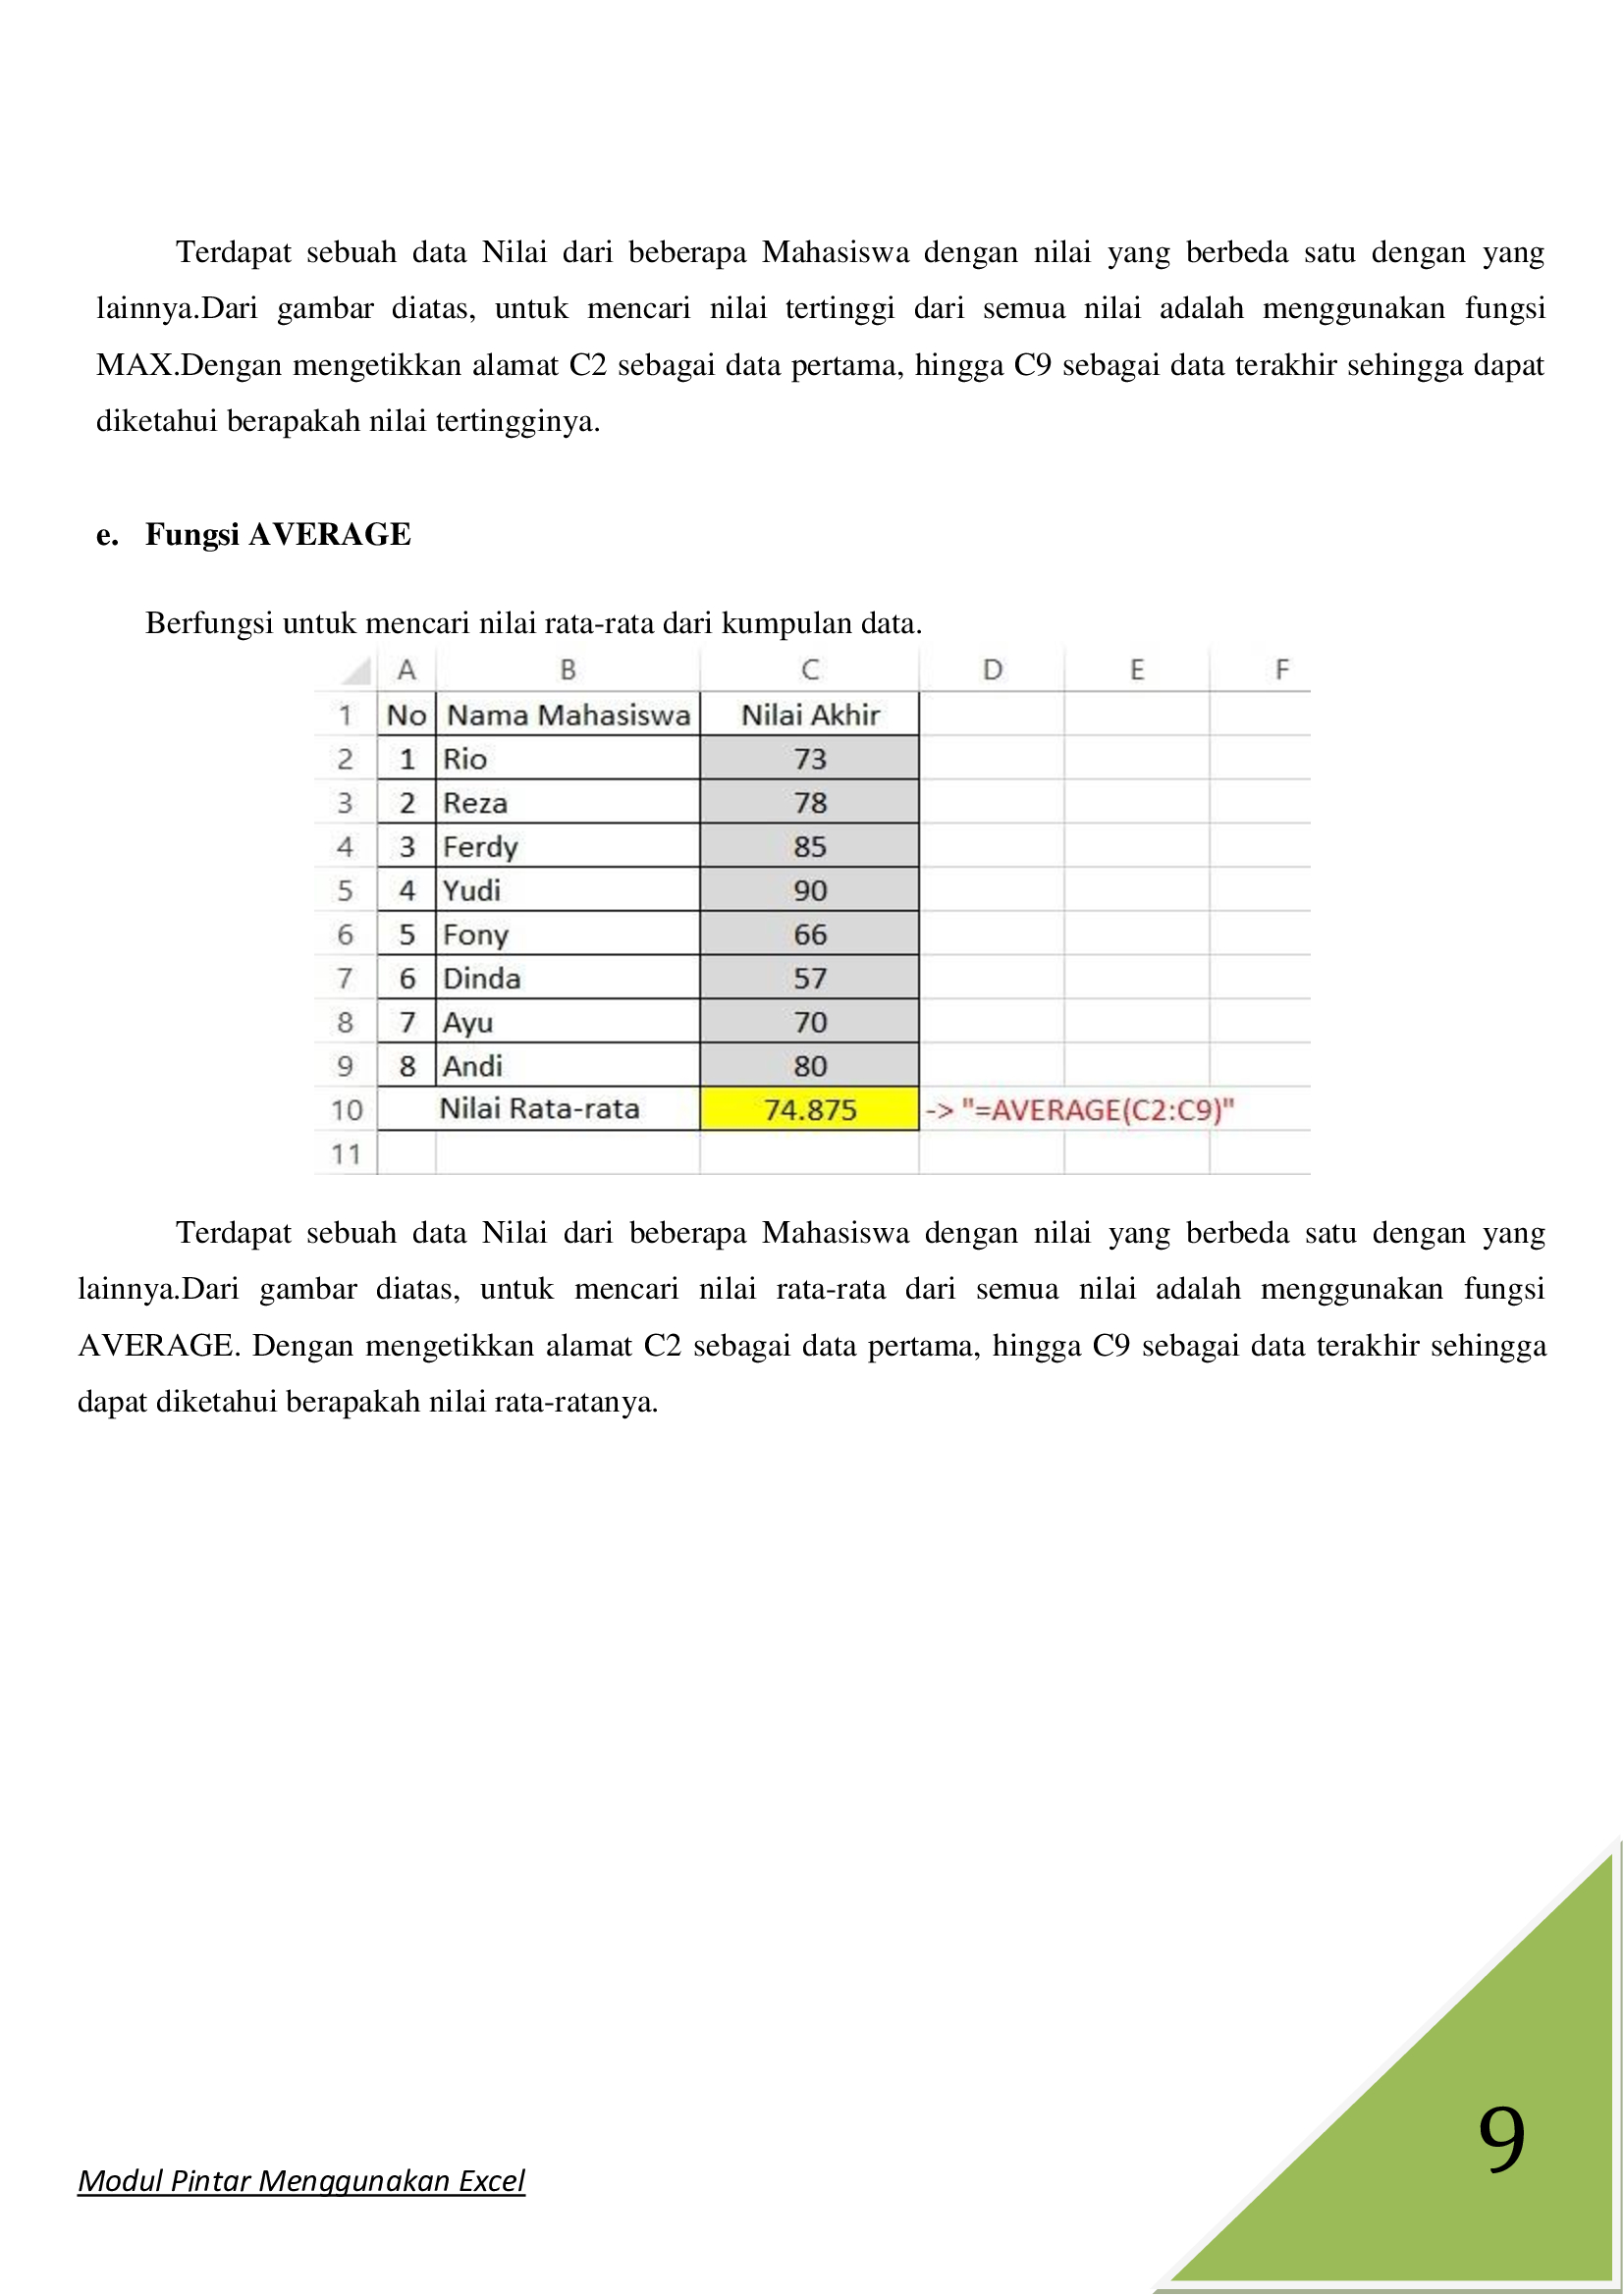 Terdapat sebuah data Nilai dari beberapa Mahasiswa dengan nilai yang berbeda satu dengan yang
lainnya.Dari gambar diatas, untuk mencari nilai tertinggi dari semua nilai adalah menggunakan fungsi
MAX.Dengan mengetikkan alamat C2 sebagai data pertama, hingga C9 sebagai data terakhir sehingga dapat
diketahui berapakah nilai tertingginya.
e. Fungsi AVERAGE
Berfungsi untuk mencari nilai rata-rata dari kumpulan data.
A B C D E F
1 No Nama Mahasiswa Nilai Akhir
2 1 Rio 73
3 2 Reza 78
4 3 Ferdy 85
5 4 Yudi 90
6 5 Fony 66
7 6 Dinda 57
8 7 Ayu 70
9 8 Andi 80
10 Nilai Rata-rata 74.875 -> "=AVERAGE(C2:C9)"
11
Terdapat sebuah data Nilai dari beberapa Mahasiswa dengan nilai yang berbeda satu dengan yang
lainnya.Dari gambar diatas, untuk mencari nilai rata-rata dari semua nilai adalah menggunakan fungsi
AVERAGE. Dengan mengetikkan alamat C2 sebagai data pertama, hingga C9 sebagai data terakhir sehingga
dapat diketahui berapakah nilai rata-ratanya.
9
Modul Pintar Menggunakan Excel